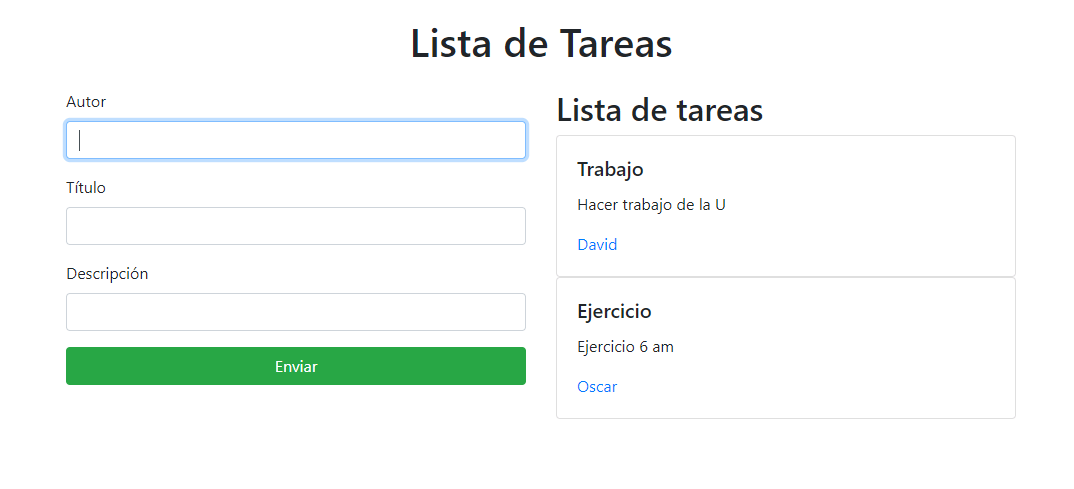 Lista de Tareas
Autor
Título
Descripción
Enviar
Lista de tareas
Trabajo
Hacer trabajo de la U
David
Ejercicio
Ejercicio 6 am
Oscar